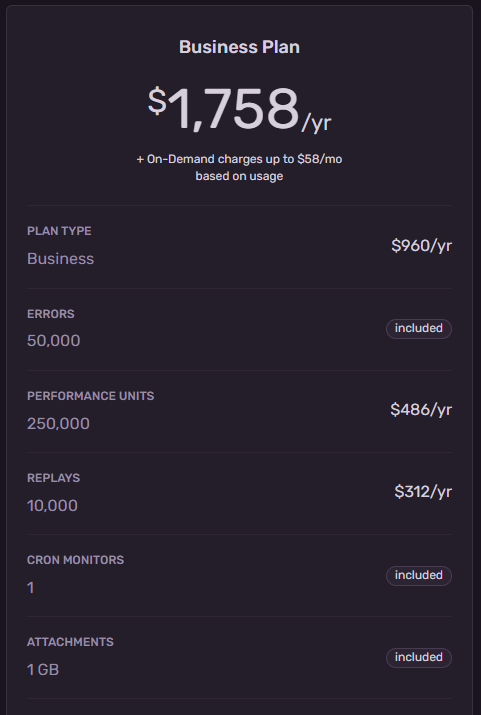 Business Plan
$1,758/yr
+ On-Demand charges up to $58/mo
based on usage
PLAN TYPE
Business
$960/yr
ERRORS
50,000
included
PERFORMANCE UNITS
250,000
$486/yr
REPLAYS
10,000
$312/yr
CRON MONITORS
1
included
ATTACHMENTS
1 GB
included